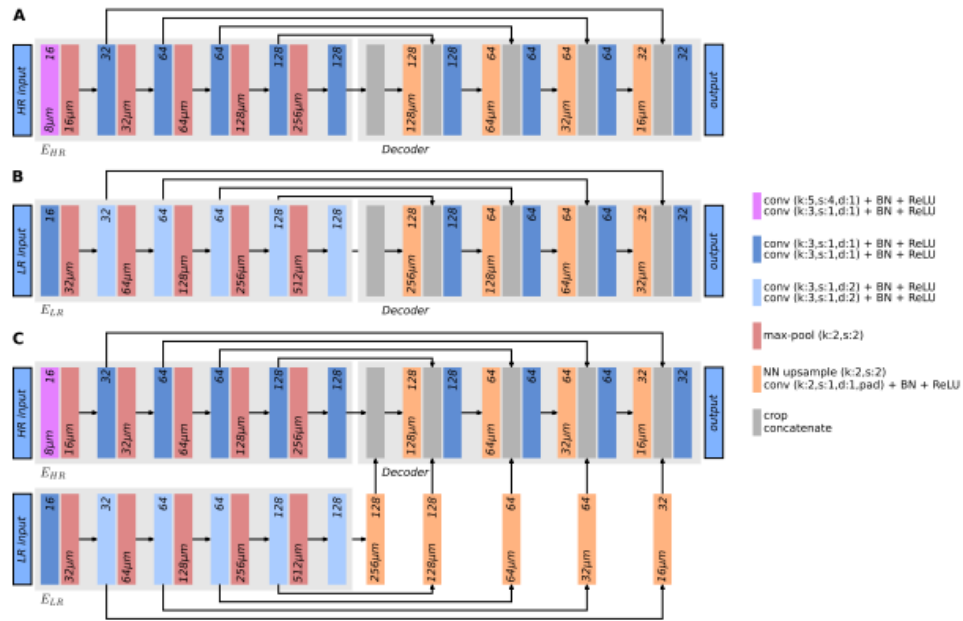 A
HR input
16
8μm
16μm
32
32μm
64
64μm
64
128μm
128
256μm
128
128
128μm
128
64
64μm
64
64
32μm
64
32
16μm
32
output
E_HR
Decoder
B
LR input
16
32μm
32
64μm
64
128μm
64
256μm
128
512μm
128
128
256μm
128
64
128μm
64
64
64μm
64
32
32μm
32
output
E_LR
Decoder
conv (k:5,s:4,d:1) + BN + ReLU
conv (k:3,s:1,d:1) + BN + ReLU
conv (k:3,s:1,d:1) + BN + ReLU
conv (k:3,s:1,d:1) + BN + ReLU
conv (k:3,s:1,d:2) + BN + ReLU
conv (k:3,s:1,d:2) + BN + ReLU
max-pool (k:2,s:2)
NN upsample (k:2,s:2)
conv (k:2,s:1,d:1,pad) + BN + ReLU
crop
concatenate
C
HR input
16
8μm
16μm
32
32μm
64
64μm
64
128μm
128
256μm
128
128
128μm
128
64
64μm
64
64
32μm
64
32
16μm
32
output
E_HR
Decoder
LR input
16
32μm
32
64μm
64
128μm
64
256μm
128
512μm
128
128
256μm
128
128μm
64
64μm
64
32μm
32
16μm
E_LR